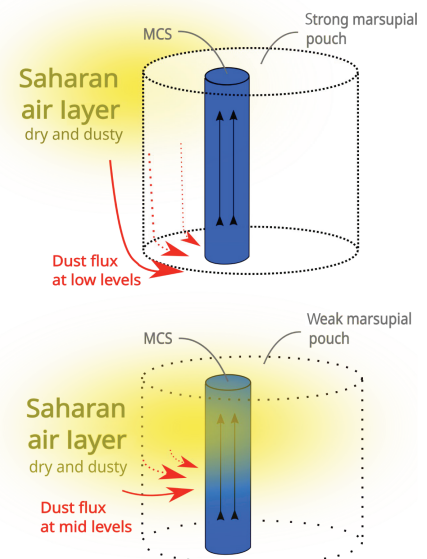 Strong marsupial
pouch
MCS
Saharan
air layer
dry and dusty
Dust flux
at low levels
Weak marsupial
pouch
MCS
Saharan
air layer
dry and dusty
Dust flux
at mid levels